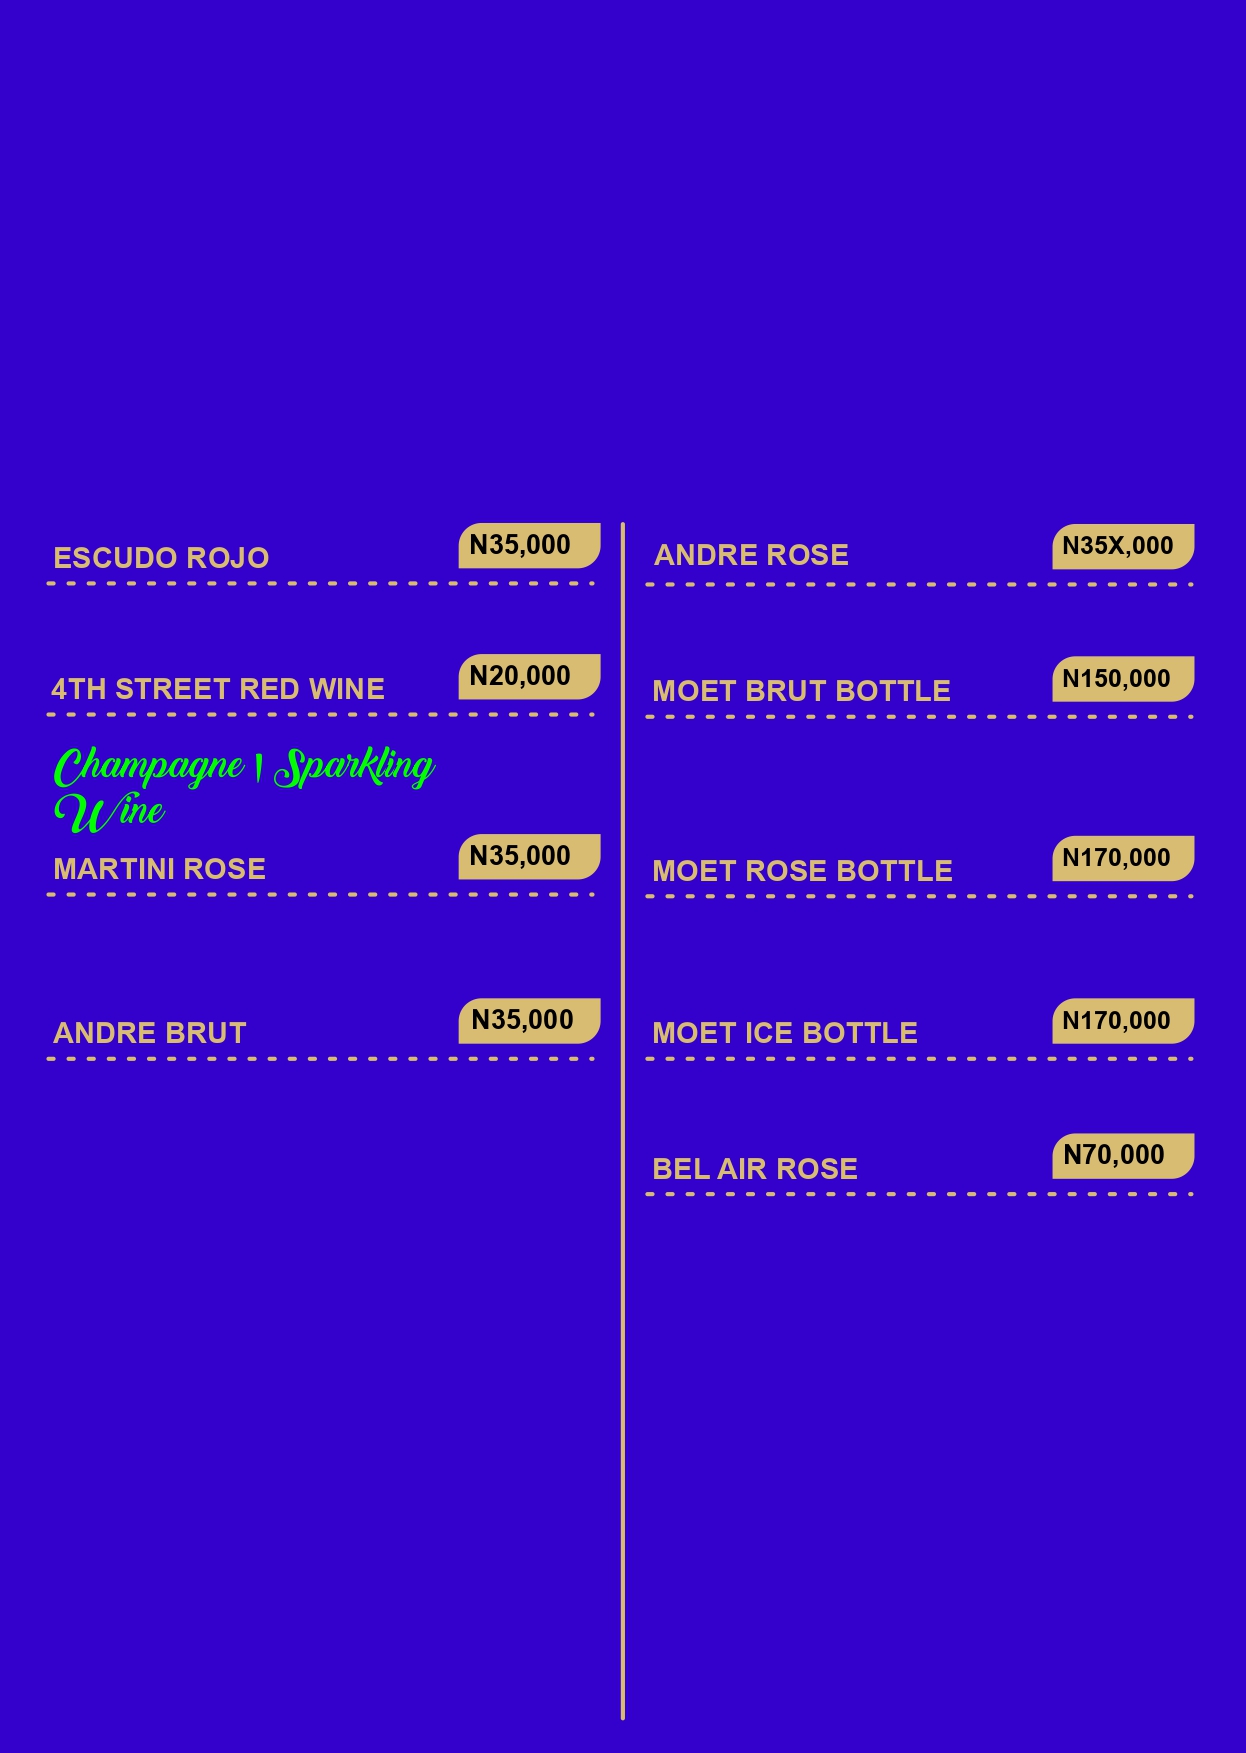 ESCUDO ROJO N35,000
4TH STREET RED WINE N20,000
Champagne | Sparkling
Wine
MARTINI ROSE N35,000
ANDRE BRUT N35,000
ANDRE ROSE N35X,000
MOET BRUT BOTTLE N150,000
MOET ROSE BOTTLE N170,000
MOET ICE BOTTLE N170,000
BEL AIR ROSE N70,000